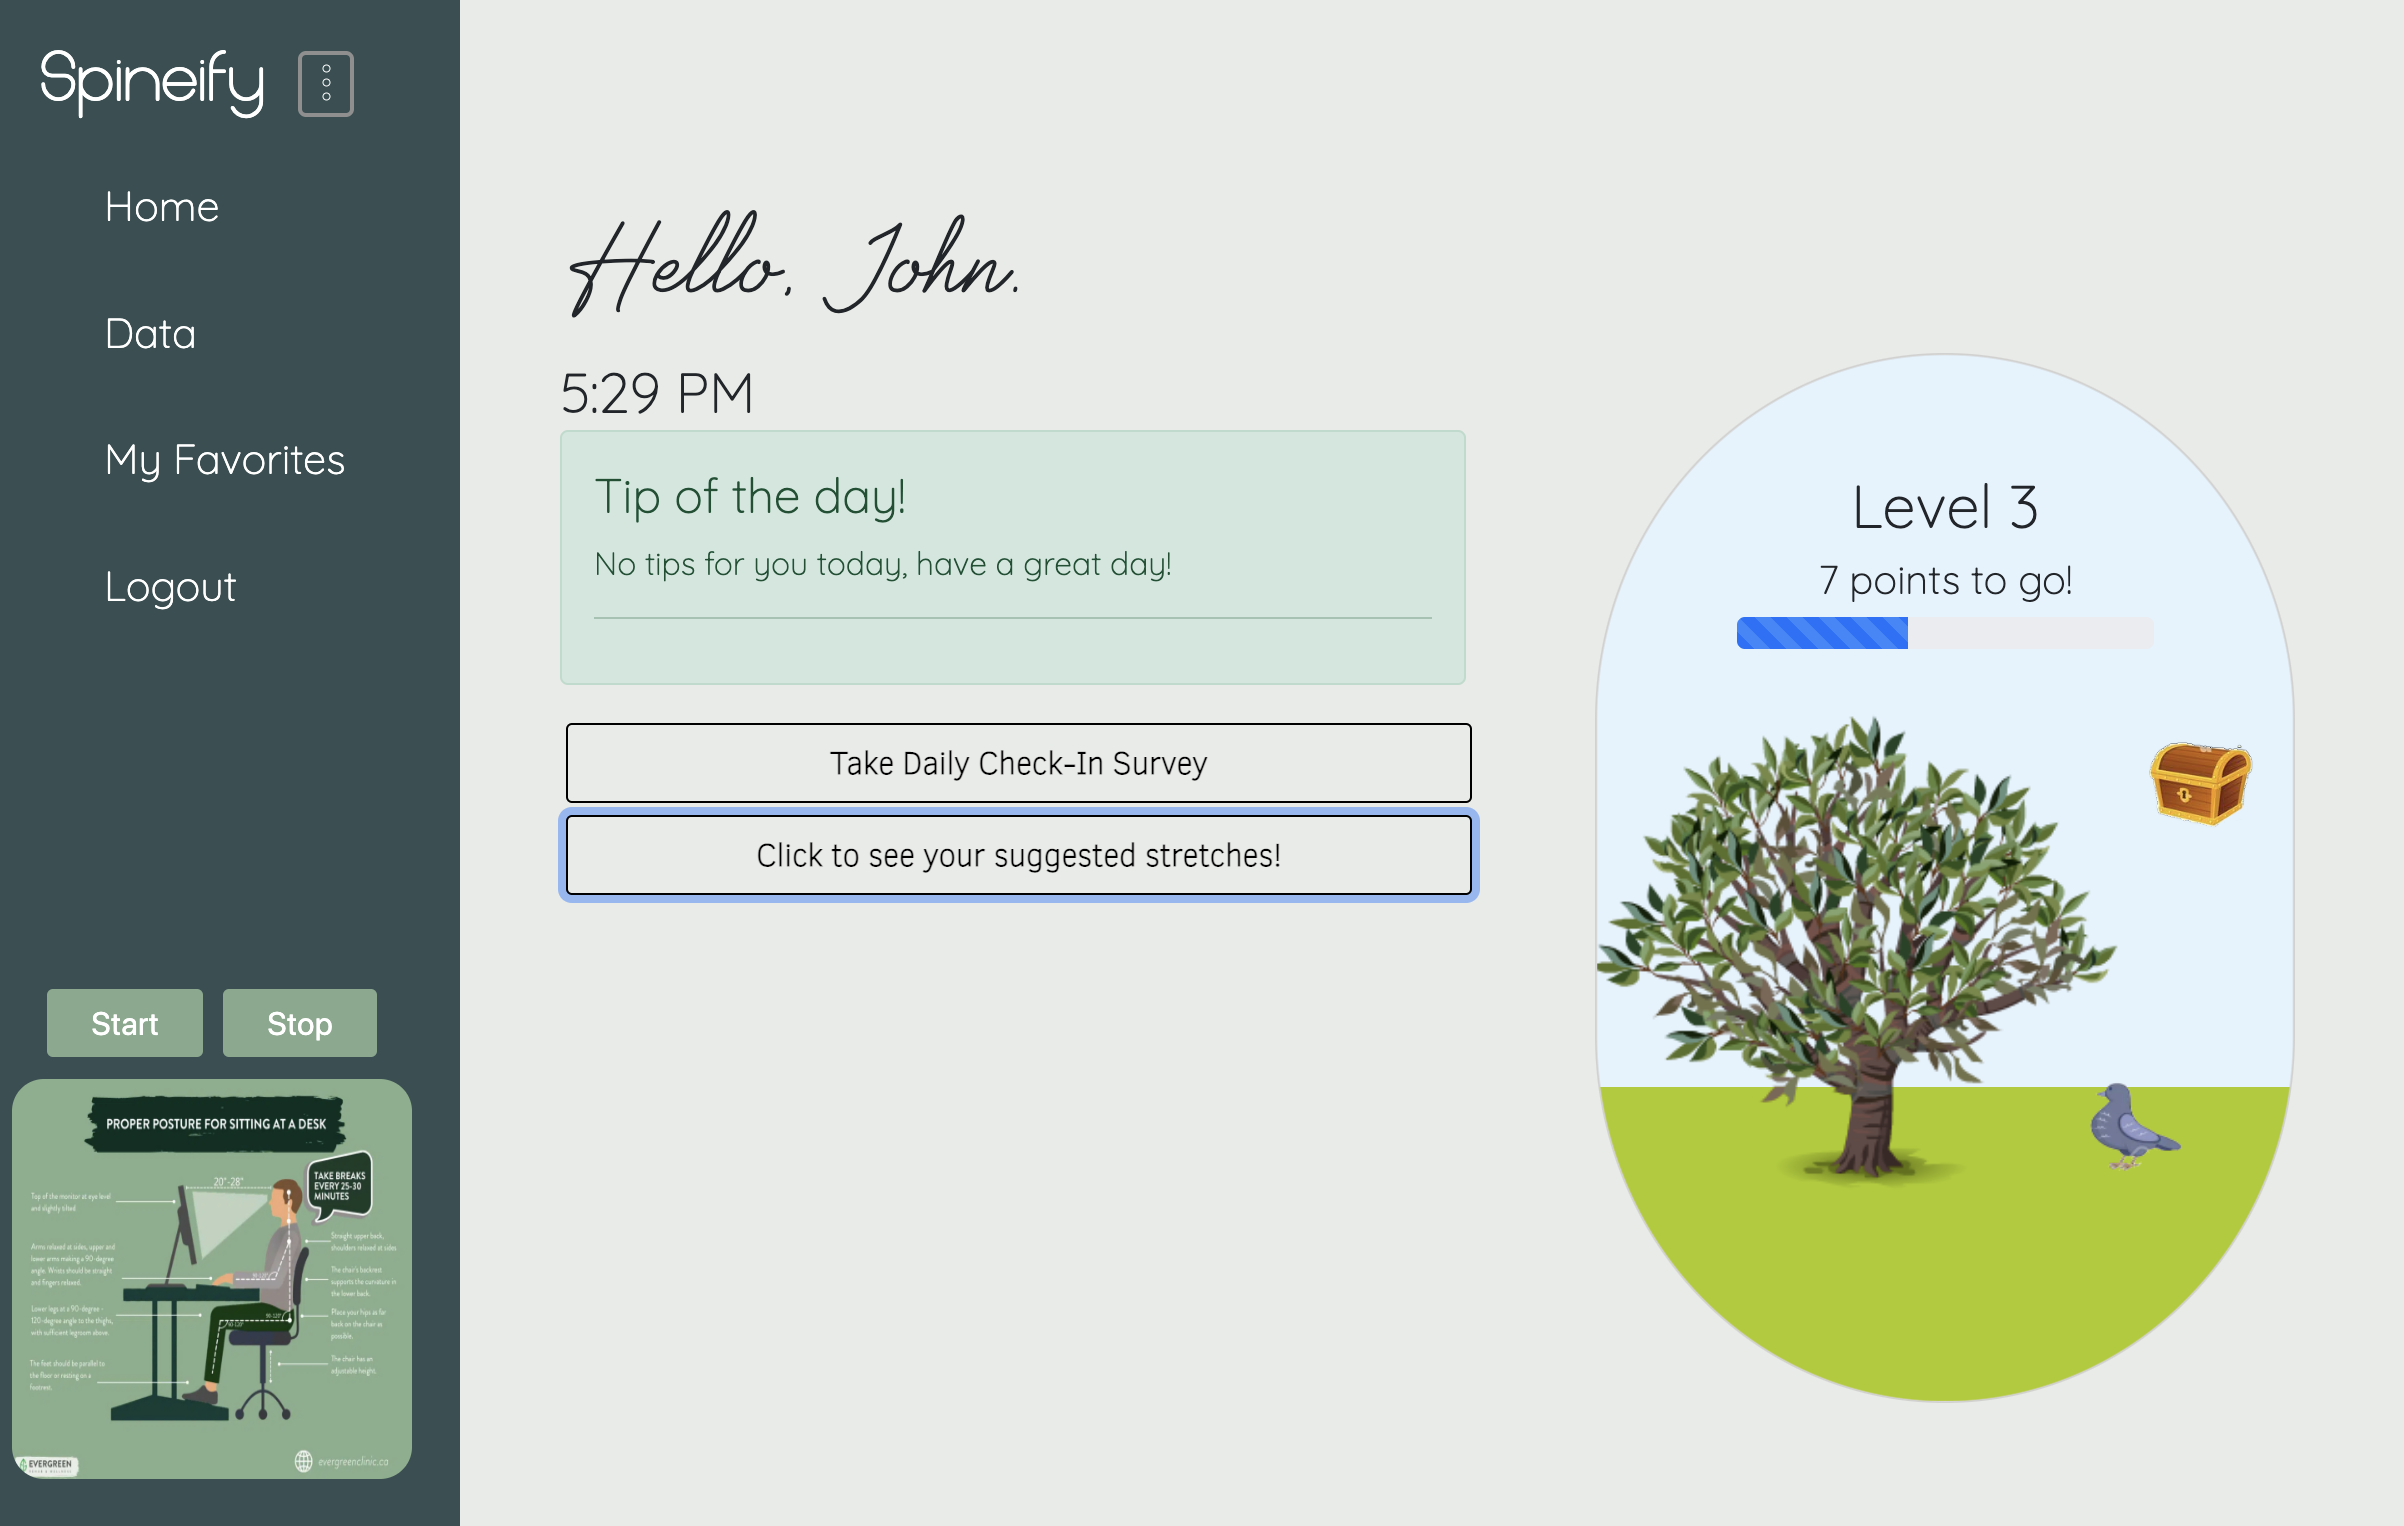 Spineify
Home
Data
My Favorites
Logout
Start
Stop
PROPER POSTURE FOR SITTING AT A DESK
TAKE BREAKS
EVERY 25-30
MINUTES
20"-28"
Top of the monitor at eye level
and slightly tilted
Arms relaxed at sides, upper and
lower arms making a 90-degree
angle. Wrists should be straight
and fingers relaxed.
Lower legs at a 90-degree -
120-degree angle to the thighs,
with sufficient legroom above.
The feet should be parallel to
the floor or resting on a
footrest.
Straight upper back,
shoulders relaxed at sides
The chair's backrest
supports the curvature in
the lower back.
Place your hips as far
back on the chair as
possible.
The chair has an
adjustable height.
EVERGREEN
evergreenclinic.ca
Hello, John.
5:29 PM
Tip of the day!
No tips for you today, have a great day!
Take Daily Check-In Survey
Click to see your suggested stretches!
Level 3
7 points to go!